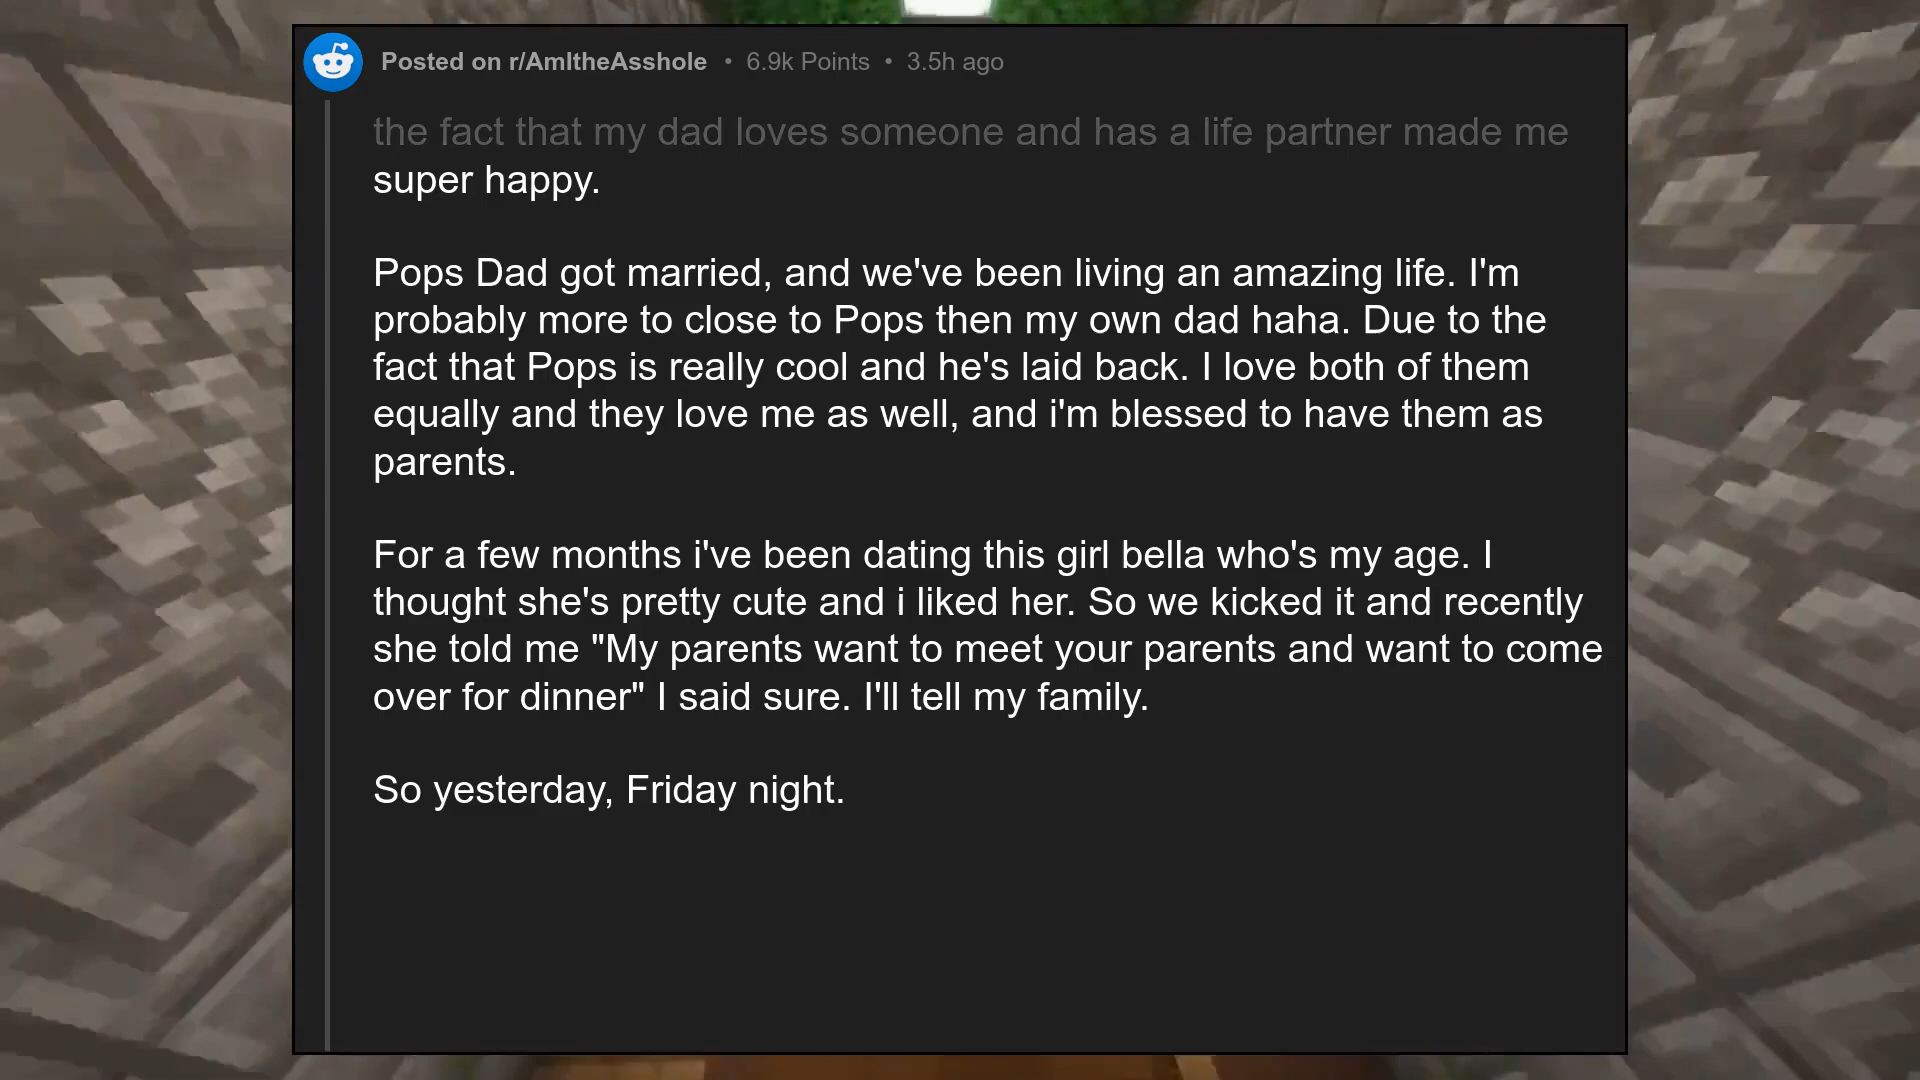 Posted on r/AmItheAsshole • 6.9k Points • 3.5h ago
the fact that my dad loves someone and has a life partner made me
super happy.
Pops Dad got married, and we've been living an amazing life. I'm
probably more to close to Pops then my own dad haha. Due to the
fact that Pops is really cool and he's laid back. I love both of them
equally and they love me as well, and i'm blessed to have them as
parents.
For a few months i've been dating this girl bella who's my age. I
thought she's pretty cute and i liked her. So we kicked it and recently
she told me "My parents want to meet your parents and want to come
over for dinner" I said sure. I'll tell my family.
So yesterday, Friday night.